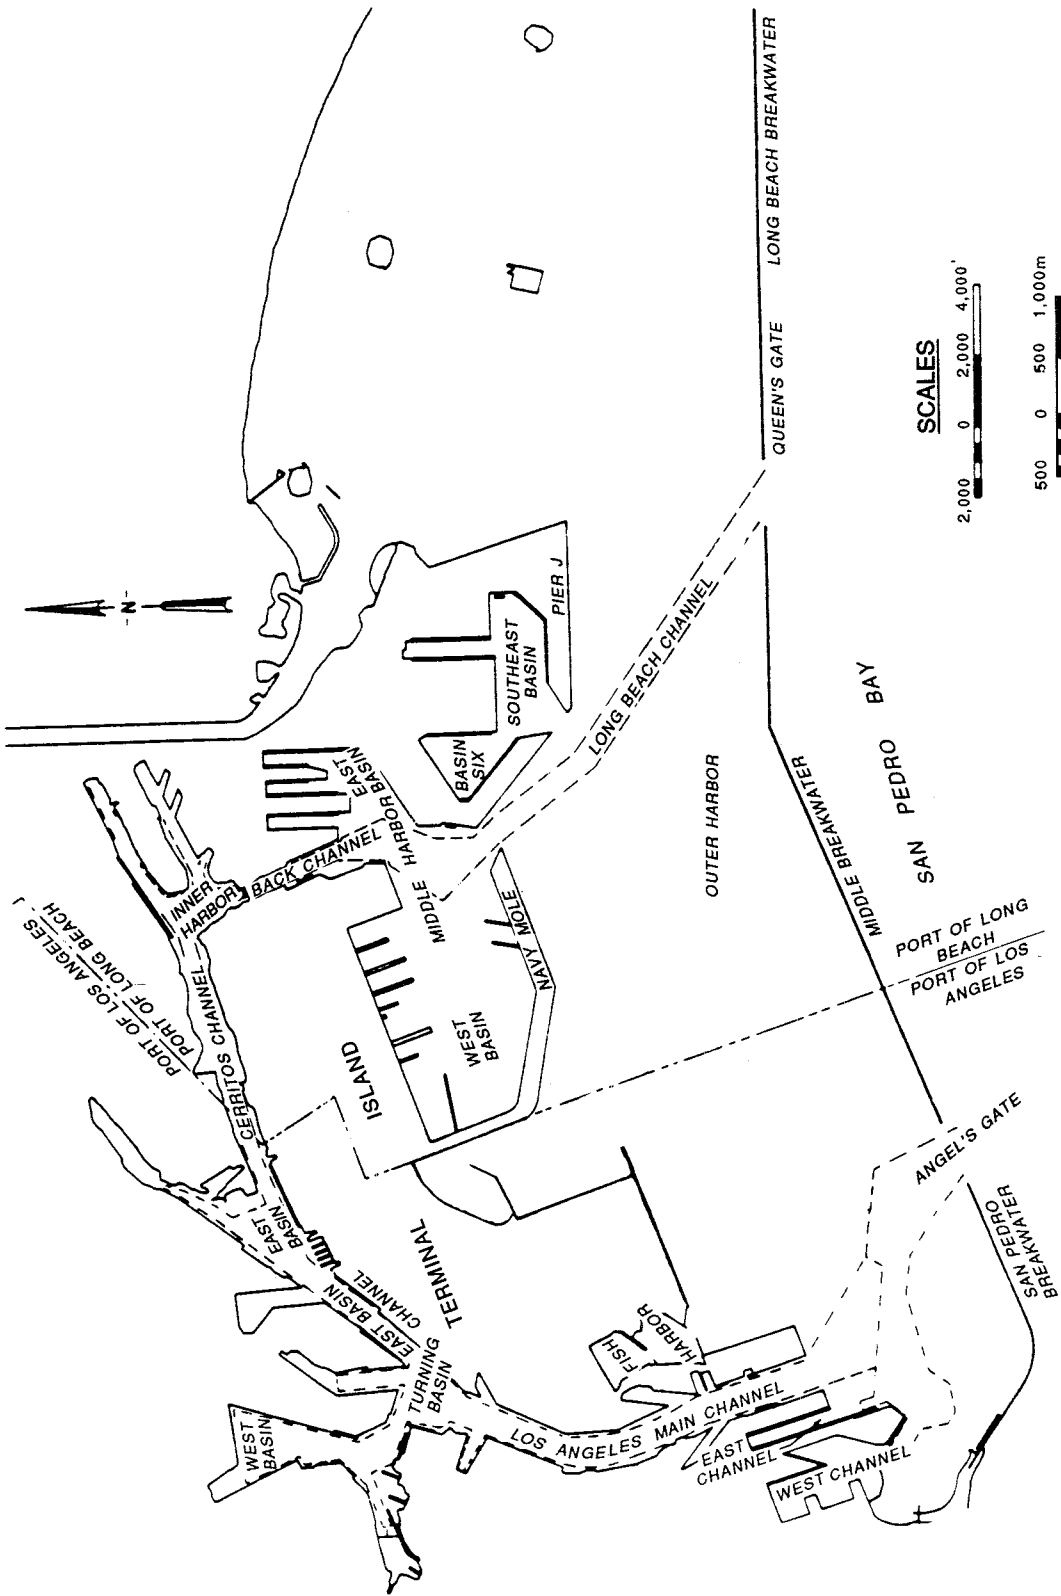 N
PORT OF LOS ANGELES
PORT OF LONG BEACH
INNER
HARBOR
BACK CHANNEL
CERRITOS CHANNEL
EAST
BASIN
EAST BASIN
CHANNEL
WEST
BASIN
TURNING
BASIN
TERMINAL
ISLAND
MIDDLE HARBOR
EAST
BASIN
BASIN
SIX
SOUTHEAST
BASIN
PIER J
WEST
BASIN
NAVY MOLE
LONG BEACH CHANNEL
FISH
HARBOR
LOS ANGELES MAIN CHANNEL
EAST
CHANNEL
WEST CHANNEL
OUTER HARBOR
MIDDLE BREAKWATER
QUEEN'S GATE
LONG BEACH BREAKWATER
SAN PEDRO BAY
PORT OF LONG
BEACH
PORT OF LOS
ANGELES
ANGEL'S GATE
SAN PEDRO
BREAKWATER
SCALES
2,000 0 2,000 4,000'
500 0 500 1,000m